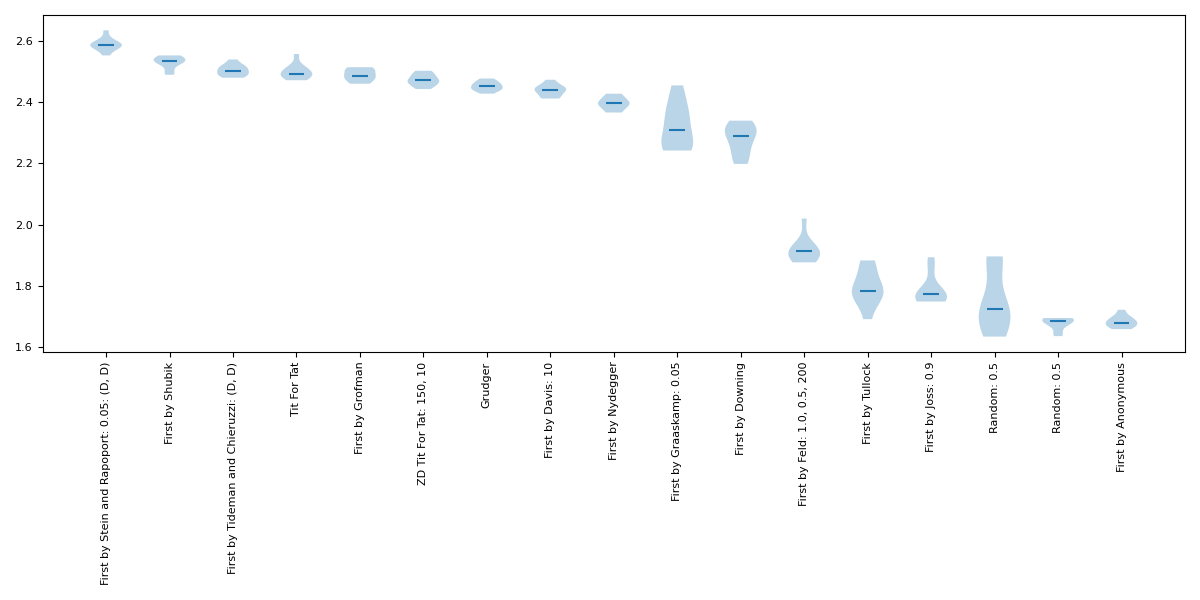 2.6
2.4
2.2
2.0
1.8
1.6
First by Stein and Rapoport: 0.05: (D, D)
First by Shubik
First by Tideman and Chieruzzi: (D, D)
Tit For Tat
First by Grofman
ZD Tit For Tat: 150, 10
Grudger
First by Davis: 10
First by Nydegger
First by Graaskamp: 0.05
First by Downing
First by Feld: 1.0, 0.5, 200
First by Tullock
First by Joss: 0.9
Random: 0.5
Random: 0.5
First by Anonymous